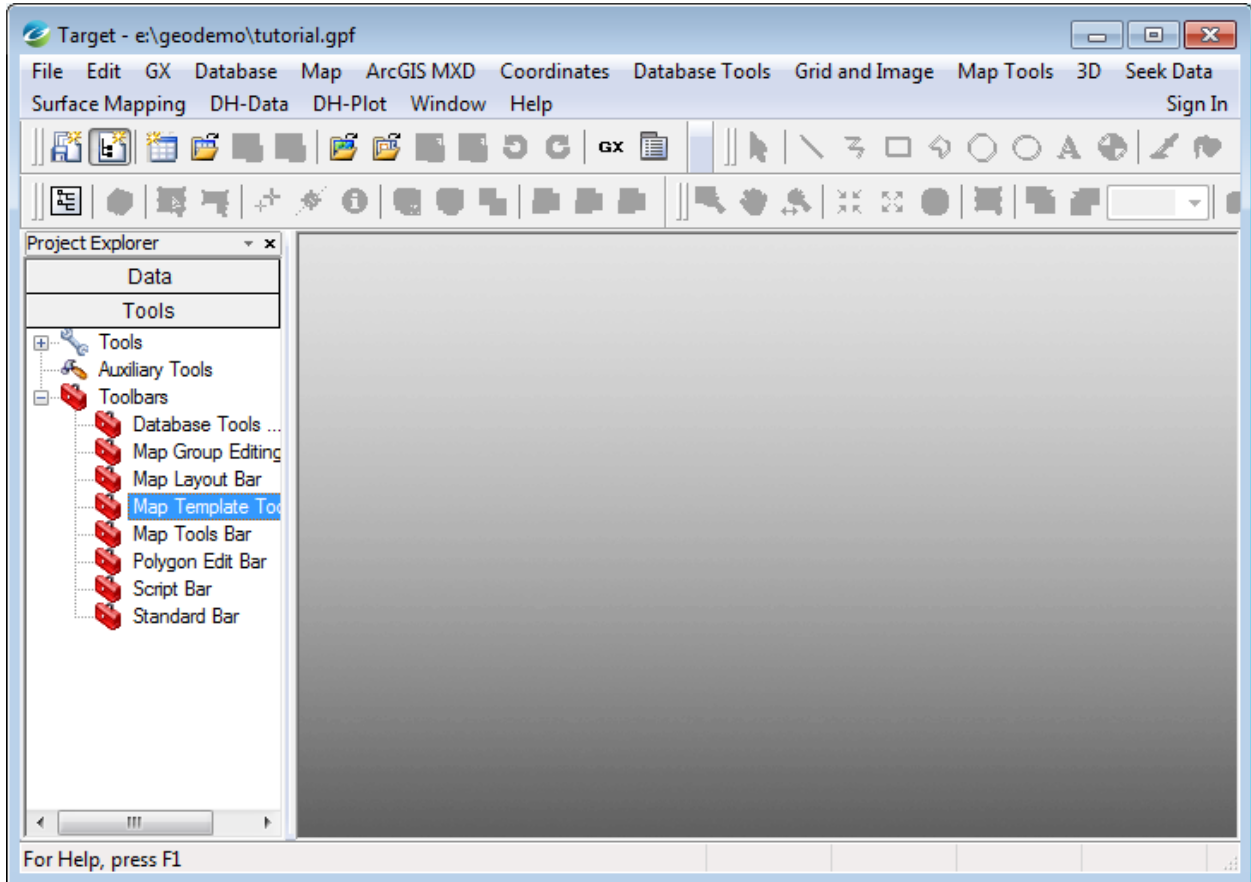 Target - e:\geodemo\tutorial.gpf
File Edit GX Database Map ArcGIS MXD Coordinates Database Tools Grid and Image Map Tools 3D Seek Data
Surface Mapping DH-Data DH-Plot Window Help Sign In
GX A
Project Explorer
Data
Tools
Tools
Auxiliary Tools
Toolbars
Database Tools ...
Map Group Editing
Map Layout Bar
Map Template Too
Map Tools Bar
Polygon Edit Bar
Script Bar
Standard Bar
For Help, press F1